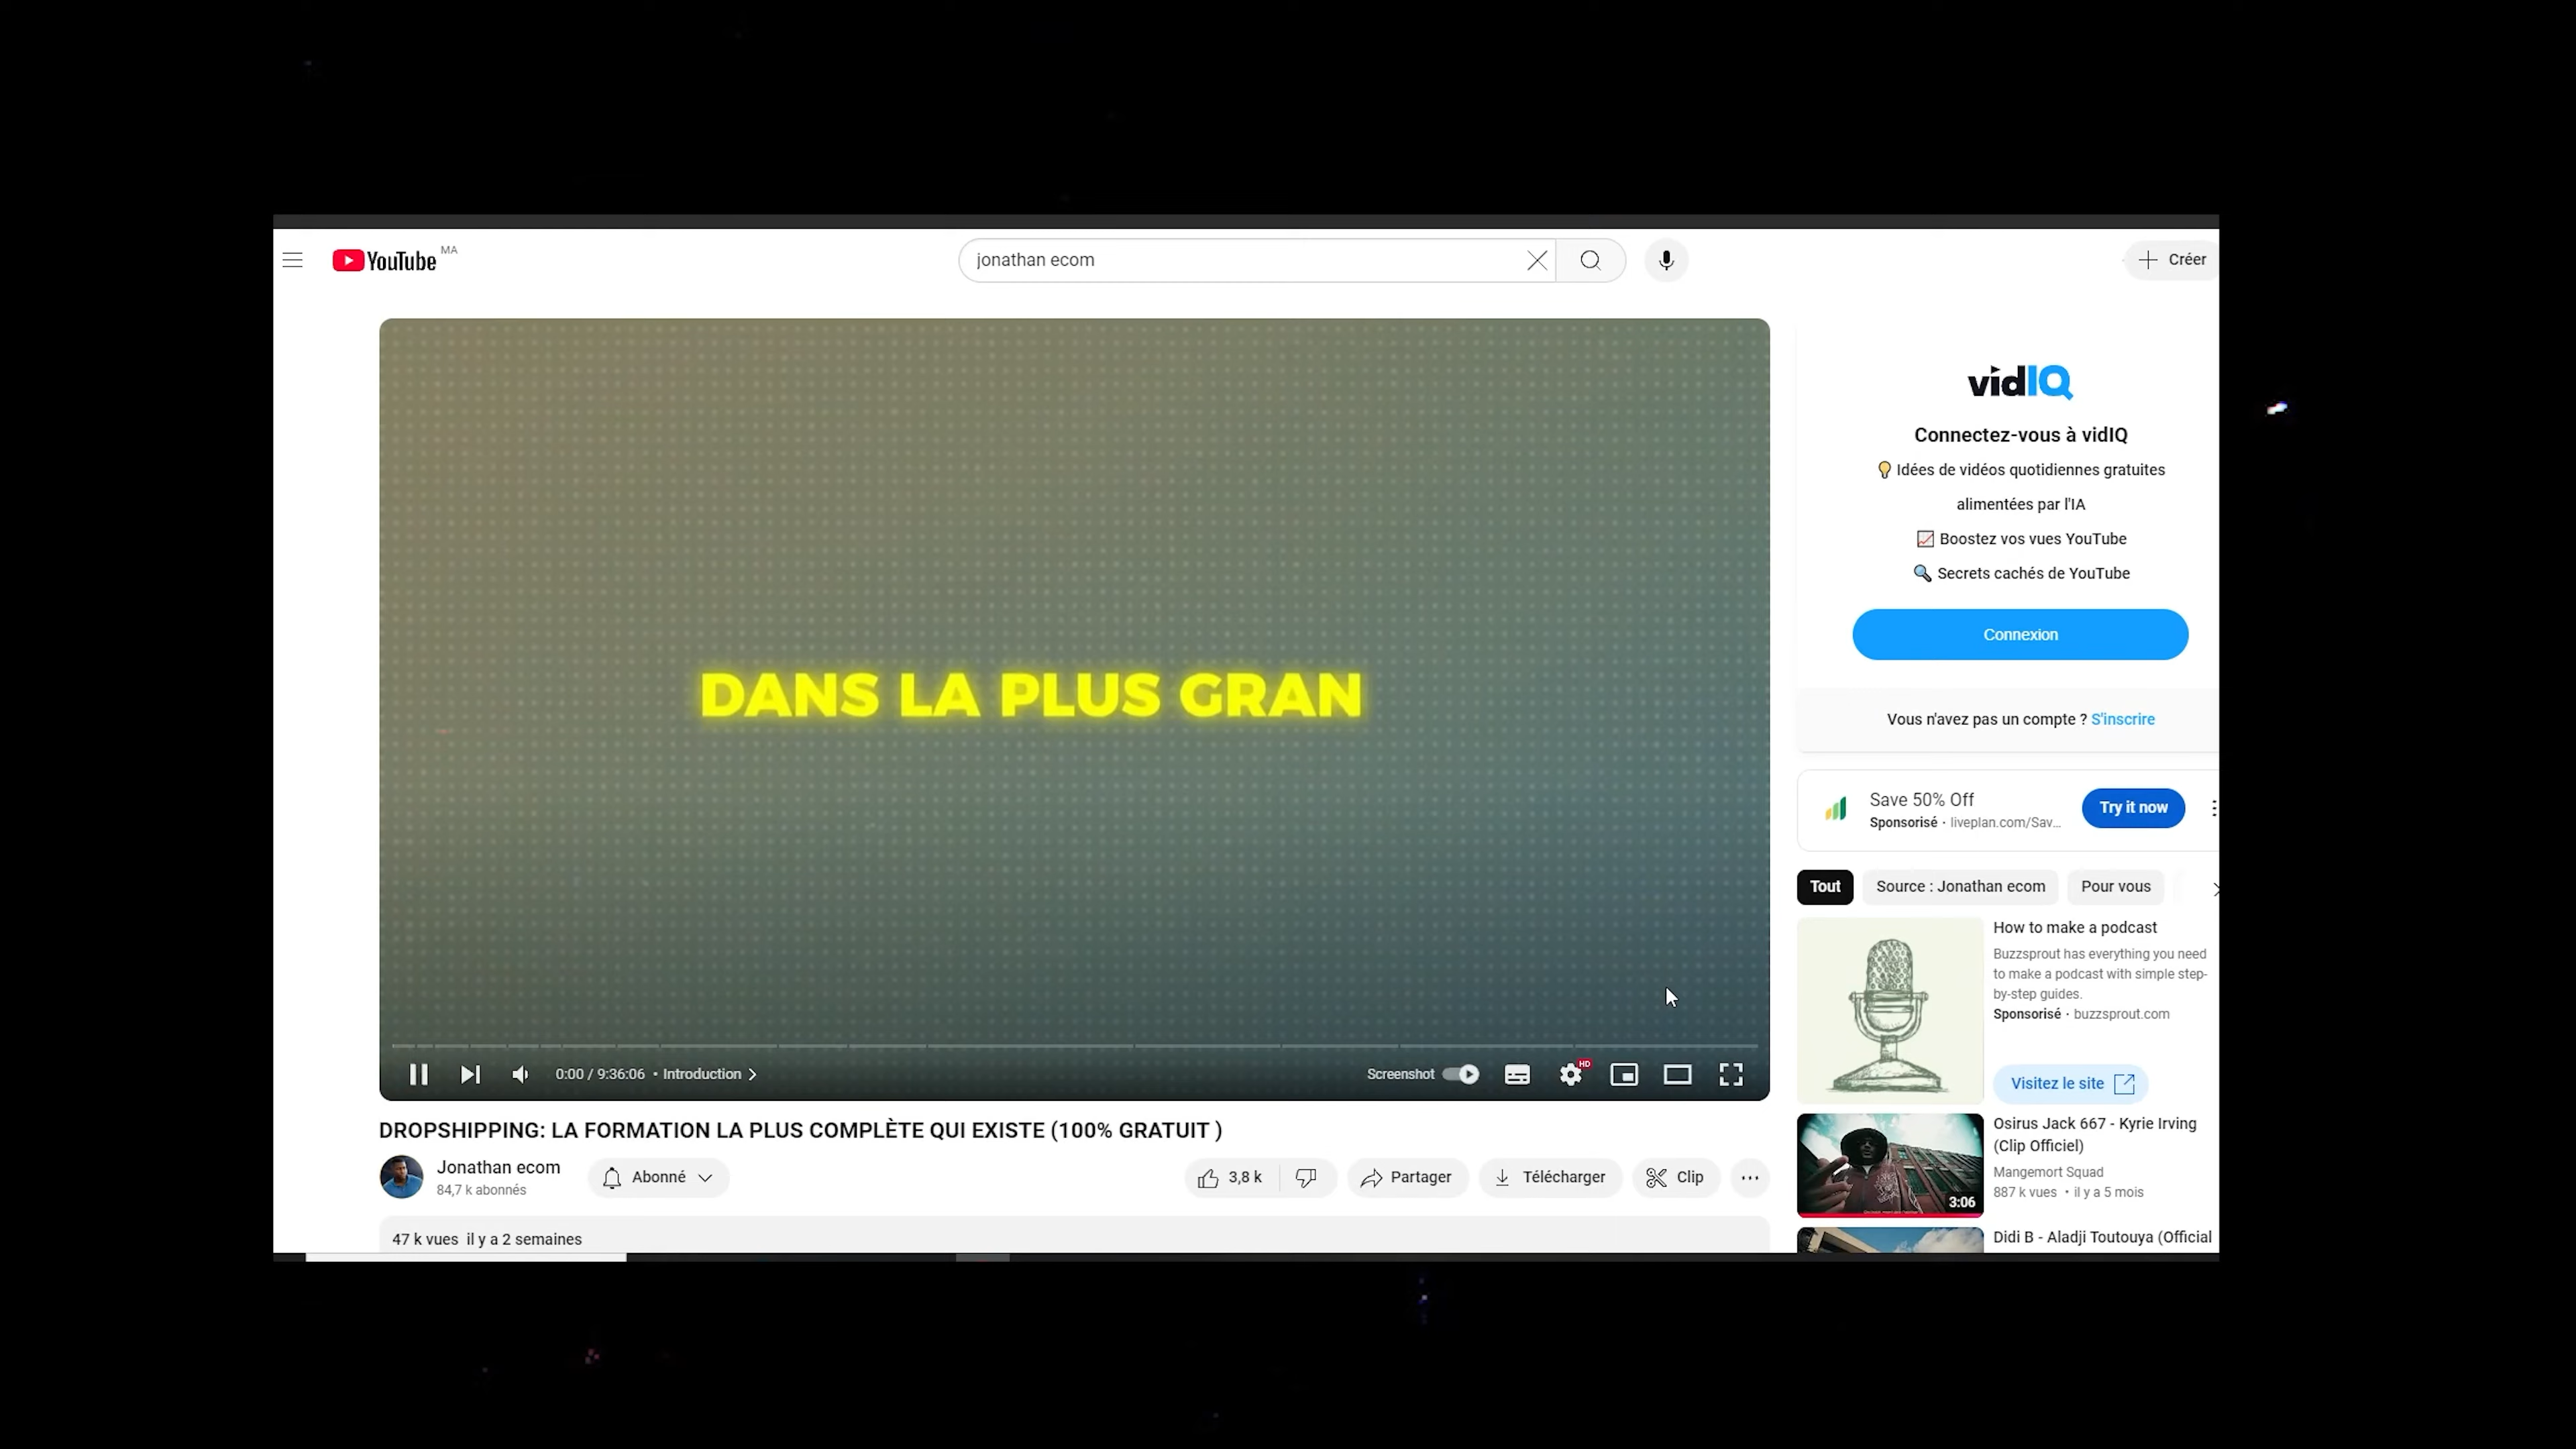 YouTube MA
jonathan ecom
Créer
DANS LA PLUS GRAN
0:00 / 9:36:06 • Introduction
Screenshot
HD
DROPSHIPPING: LA FORMATION LA PLUS COMPLÈTE QUI EXISTE (100% GRATUIT )
Jonathan ecom
84,7 k abonnés
Abonné
3,8 k
Partager
Télécharger
Clip
47 k vues il y a 2 semaines
vidIQ
Connectez-vous à vidIQ
Idées de vidéos quotidiennes gratuites
alimentées par l'IA
Boostez vos vues YouTube
Secrets cachés de YouTube
Connexion
Vous n'avez pas un compte ? S'inscrire
Save 50% Off
Sponsorisé · liveplan.com/Sav...
Try it now
Tout
Source : Jonathan ecom
Pour vous
How to make a podcast
Buzzsprout has everything you need
to make a podcast with simple step-
by-step guides.
Sponsorisé · buzzsprout.com
Visitez le site
3:06
Osirus Jack 667 - Kyrie Irving
(Clip Officiel)
Mangemort Squad
887 k vues • il y a 5 mois
Didi B - Aladji Toutouya (Official